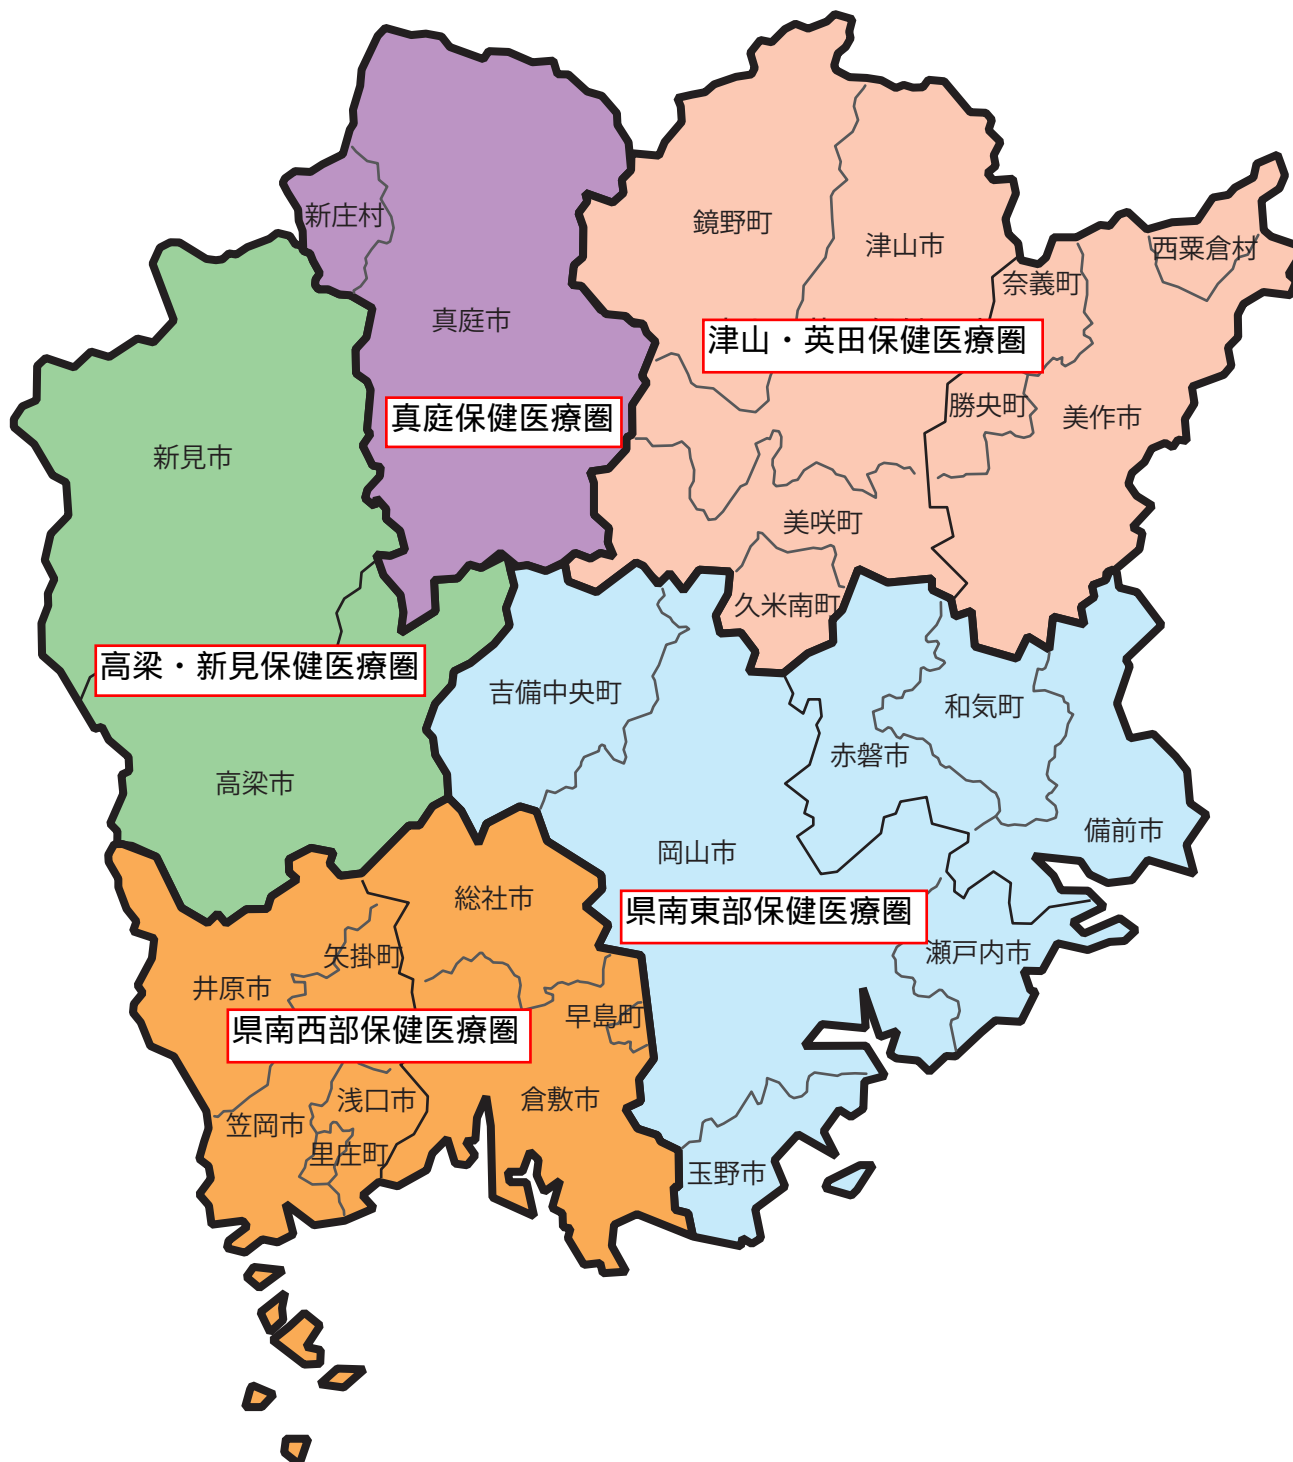 新庄村
鏡野町
津山市
西粟倉村
奈義町
真庭市
津山・英田保健医療圏
真庭保健医療圏
勝央町
美作市
新見市
美咲町
久米南町
高梁・新見保健医療圏
吉備中央町
和気町
赤磐市
高梁市
備前市
岡山市
総社市
県南東部保健医療圏
矢掛町
瀬戸内市
井原市
早島町
県南西部保健医療圏
浅口市
倉敷市
笠岡市
里庄町
玉野市